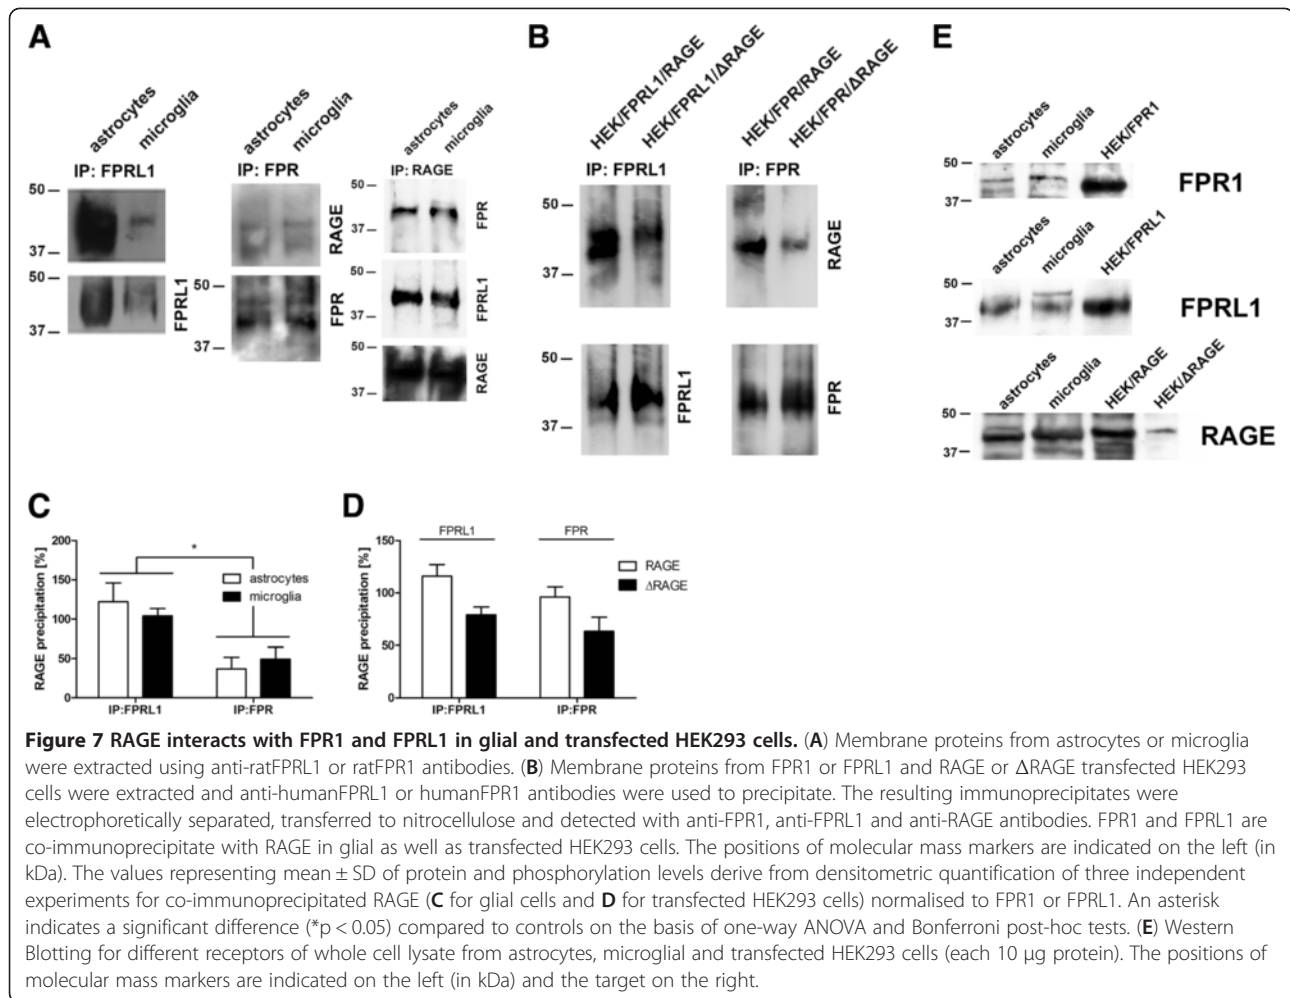 A
astrocytes
microglia
IP: FPRL1
50
37
50
37
FPRL1
astrocytes
microglia
IP: FPR
RAGE
50
37
FPR
astrocytes
microglia
IP: RAGE
50
37
FPR
50
37
FPRL1
50
37
RAGE
B
HEK/FPRL1/RAGE
HEK/FPRL1/ΔRAGE
IP: FPRL1
50
37
50
37
FPRL1
HEK/FPR/RAGE
HEK/FPR/ΔRAGE
IP: FPR
50
37
RAGE
50
37
FPR
E
astrocytes
microglia
HEK/FPR1
50
37
FPR1
astrocytes
microglia
HEK/FPRL1
50
37
FPRL1
astrocytes
microglia
HEK/RAGE
HEK/ΔRAGE
50
37
RAGE
C
RAGE precipitation [%]
200
150
100
50
0
*
astrocytes
microglia
IP:FPRL1
IP:FPR
D
RAGE precipitation [%]
150
100
50
0
FPRL1
FPR
RAGE
ΔRAGE
IP:FPRL1
IP:FPR
Figure 7 RAGE interacts with FPR1 and FPRL1 in glial and transfected HEK293 cells. (A) Membrane proteins from astrocytes or microglia
were extracted using anti-ratFPRL1 or ratFPR1 antibodies. (B) Membrane proteins from FPR1 or FPRL1 and RAGE or ΔRAGE transfected HEK293
cells were extracted and anti-humanFPRL1 or humanFPR1 antibodies were used to precipitate. The resulting immunoprecipitates were
electrophoretically separated, transferred to nitrocellulose and detected with anti-FPR1, anti-FPRL1 and anti-RAGE antibodies. FPR1 and FPRL1 are
co-immunoprecipitate with RAGE in glial as well as transfected HEK293 cells. The positions of molecular mass markers are indicated on the left (in
kDa). The values representing mean ± SD of protein and phosphorylation levels derive from densitometric quantification of three independent
experiments for co-immunoprecipitated RAGE (C for glial cells and D for transfected HEK293 cells) normalised to FPR1 or FPRL1. An asterisk
indicates a significant difference (*p < 0.05) compared to controls on the basis of one-way ANOVA and Bonferroni post-hoc tests. (E) Western
Blotting for different receptors of whole cell lysate from astrocytes, microglial and transfected HEK293 cells (each 10 μg protein). The positions of
molecular mass markers are indicated on the left (in kDa) and the target on the right.